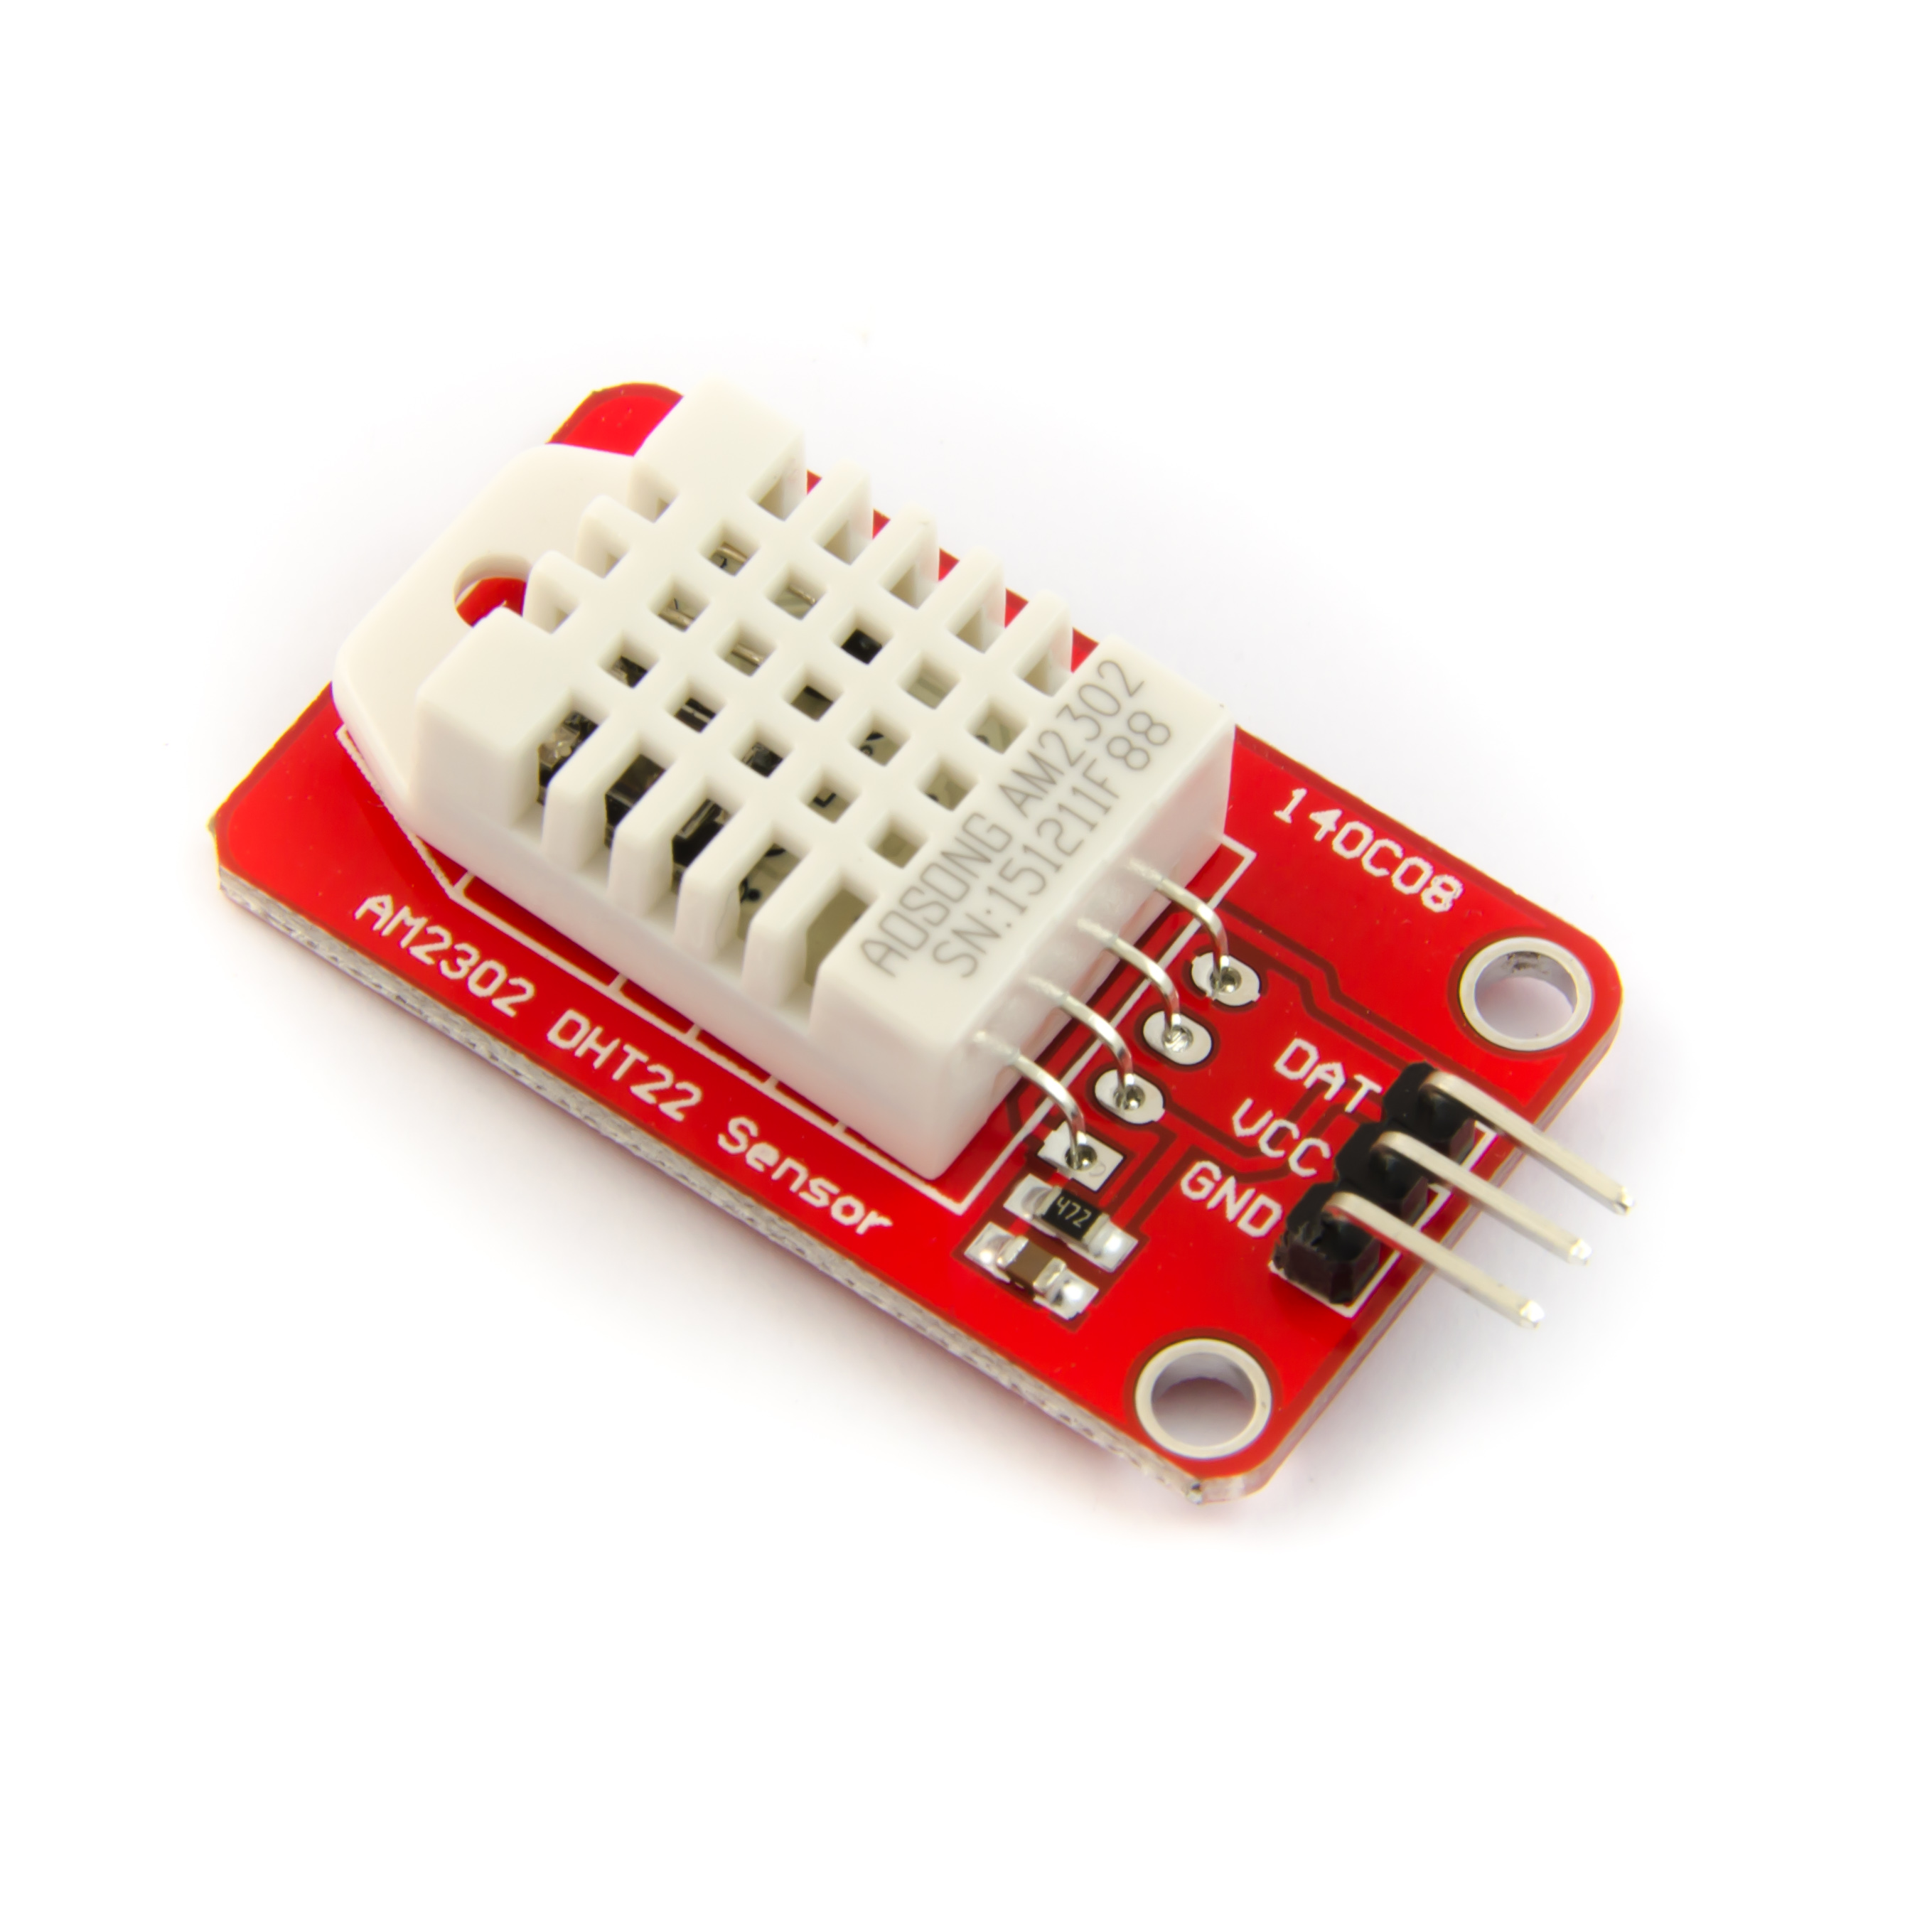 AOSONG AM2302
SN:151211F88
140C08
AM2302 DHT22 Sensor
DAT
VCC
GND
472